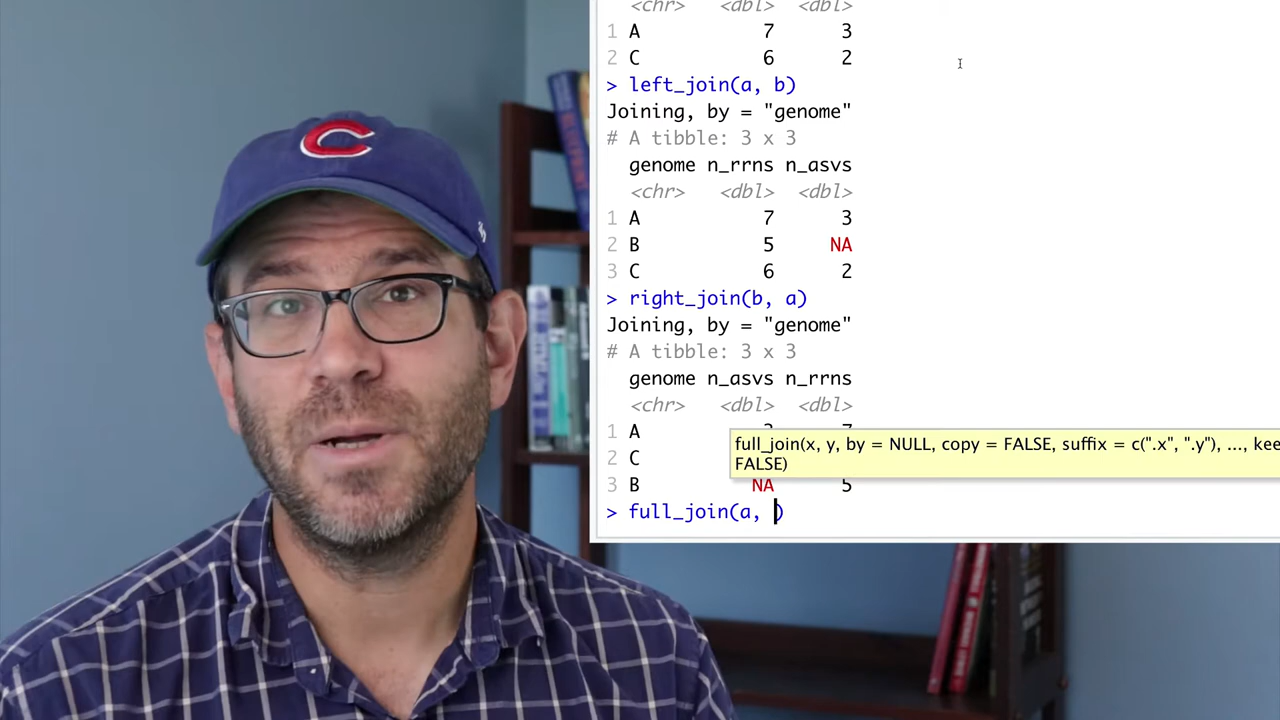 <chr> <dbl> <dbl>
1 A 7 3
2 C 6 2
> left_join(a, b)
Joining, by = "genome"
# A tibble: 3 x 3
genome n_rrns n_asvs
<chr> <dbl> <dbl>
1 A 7 3
2 B 5 NA
3 C 6 2
> right_join(b, a)
Joining, by = "genome"
# A tibble: 3 x 3
genome n_asvs n_rrns
<chr> <dbl> <dbl>
1 A
full_join(x, y, by = NULL, copy = FALSE, suffix = c(".x", ".y"), ..., kee
2 C
FALSE)
3 B NA 5
> full_join(a, )
C